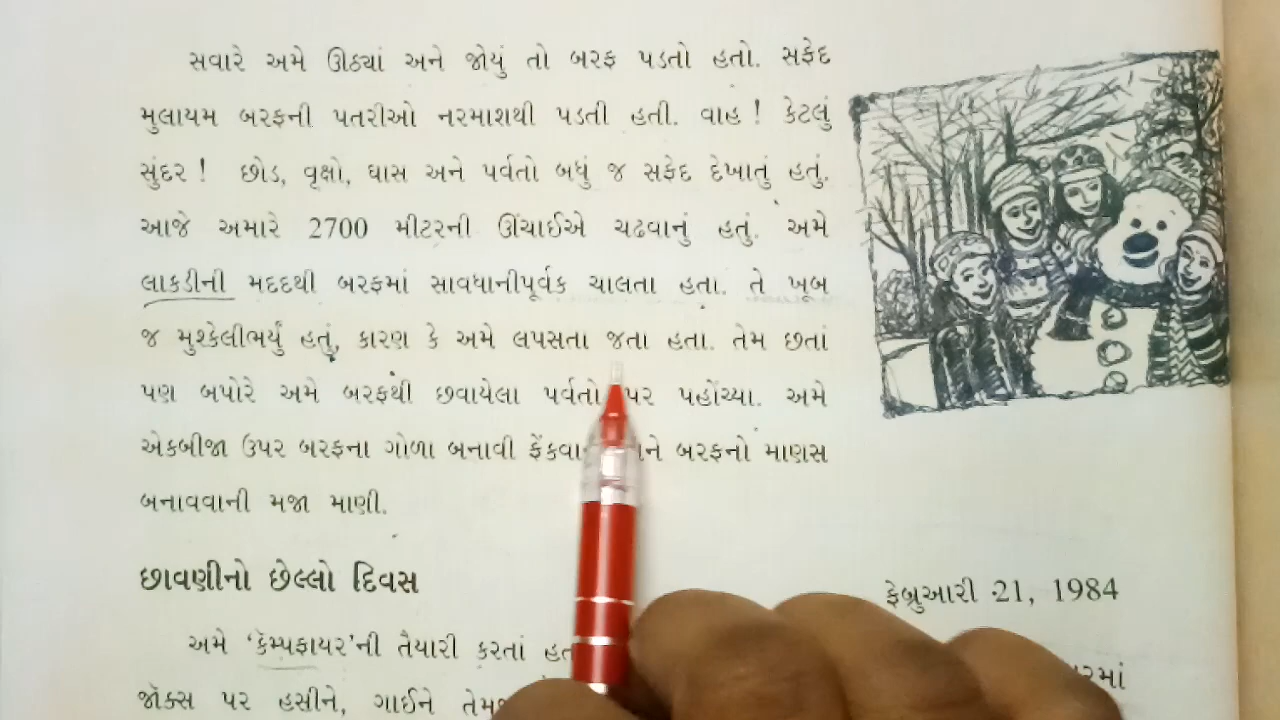 સવારે અમે ઊઠ્યાં અને જોયું તો બરફ પડતો હતો. સફેદ
મુલાયમ બરફની પતરીઓ નરમાશથી પડતી હતી. વાહ ! કેટલું
સુંદર ! છોડ, વૃક્ષો, ઘાસ અને પર્વતો બધું જ સફેદ દેખાતું હતું.
આજે અમારે 2700 મીટરની ઊંચાઈએ ચઢવાનું હતું. અમે
લાકડીની મદદથી બરફમાં સાવધાનીપૂર્વક ચાલતા હતા. તે ખૂબ
જ મુશ્કેલીભર્યું હતું, કારણ કે અમે લપસતા જતા હતા. તેમ છતાં
પણ બપોરે અમે બરફથી છવાયેલા પર્વતો પર પહોંચ્યા. અમે
એકબીજા ઉપર બરફના ગોળા બનાવી બરફનો માણસ
બનાવવાની મજા માણી.
છાવણીનો છેલ્લો દિવસ
ફેબ્રુઆરી 21, 1984
અમે ‘કૅમ્પફાયર’ની તૈયારી કરતાં
જૉક્સ પર હસીને, ગાઈને